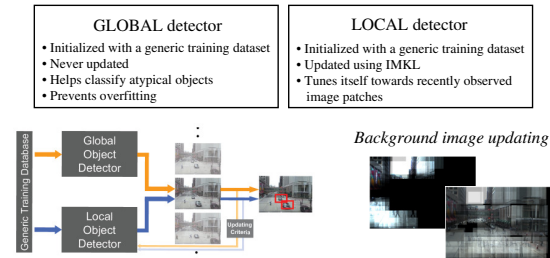 GLOBAL detector
• Initialized with a generic training dataset
• Never updated
• Helps classify atypical objects
• Prevents overfitting
LOCAL detector
• Initialized with a generic training dataset
• Updated using IMKL
• Tunes itself towards recently observed
image patches
Generic Training Database
Global
Object
Detector
Local
Object
Detector
Updating
Criteria
Background image updating